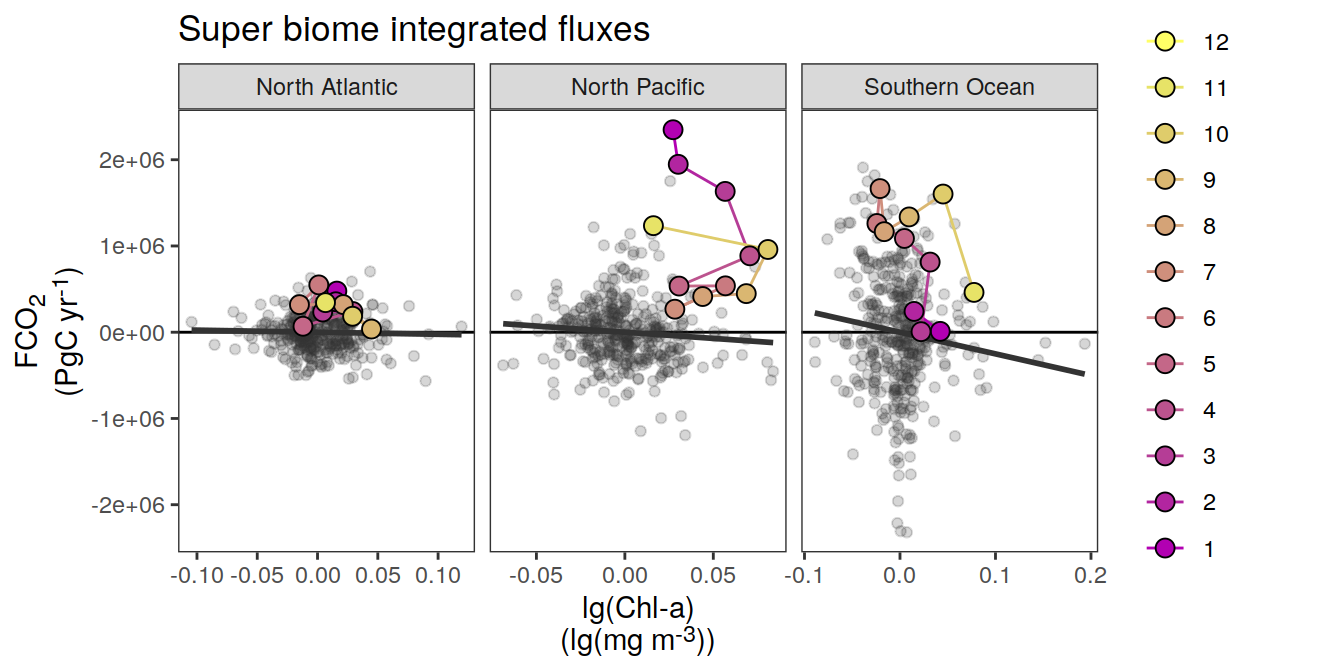 Super biome integrated fluxes
North Atlantic
North Pacific
Southern Ocean
FCO₂
(PgC yr⁻¹)
2e+06
1e+06
0e+00
-1e+06
-2e+06
-0.10 -0.05 0.00 0.05 0.10
-0.05 0.00 0.05
-0.1 0.0 0.1 0.2
lg(Chl-a)
(lg(mg m⁻³))
12
11
10
9
8
7
6
5
4
3
2
1